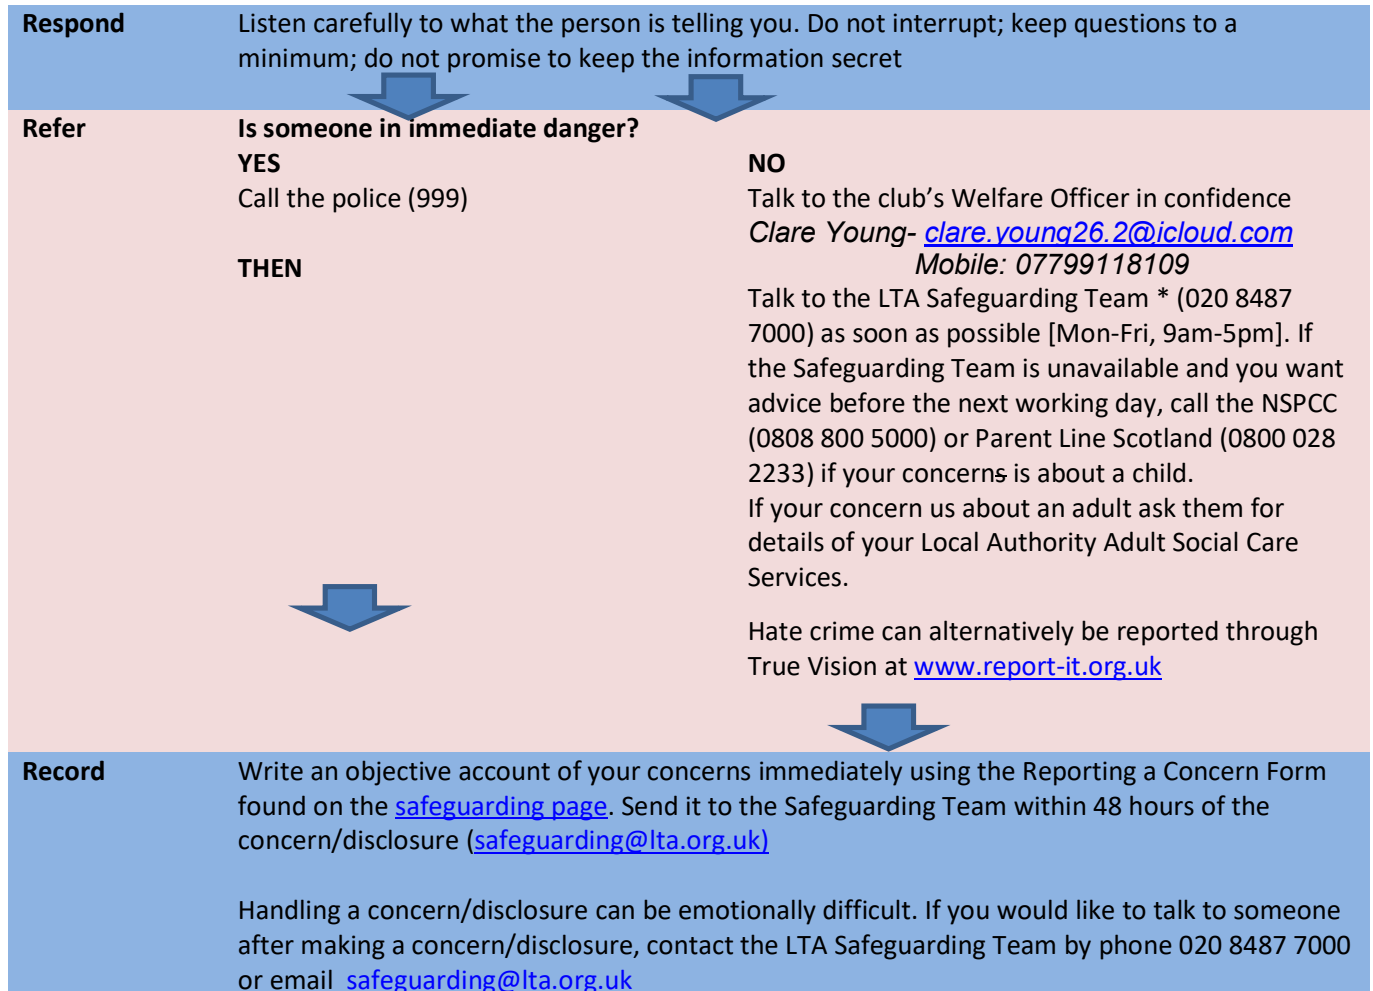 Respond
Listen carefully to what the person is telling you. Do not interrupt; keep questions to a
minimum; do not promise to keep the information secret
Refer
Is someone in immediate danger?
YES
Call the police (999)
THEN
NO
Talk to the club’s Welfare Officer in confidence
Clare Young- clare.young26.2@icloud.com
Mobile: 07799118109
Talk to the LTA Safeguarding Team * (020 8487
7000) as soon as possible [Mon-Fri, 9am-5pm]. If
the Safeguarding Team is unavailable and you want
advice before the next working day, call the NSPCC
(0808 800 5000) or Parent Line Scotland (0800 028
2233) if your concerns is about a child.
If your concern us about an adult ask them for
details of your Local Authority Adult Social Care
Services.
Hate crime can alternatively be reported through
True Vision at www.report-it.org.uk
Record
Write an objective account of your concerns immediately using the Reporting a Concern Form
found on the safeguarding page. Send it to the Safeguarding Team within 48 hours of the
concern/disclosure (safeguarding@lta.org.uk)
Handling a concern/disclosure can be emotionally difficult. If you would like to talk to someone
after making a concern/disclosure, contact the LTA Safeguarding Team by phone 020 8487 7000
or email safeguarding@lta.org.uk